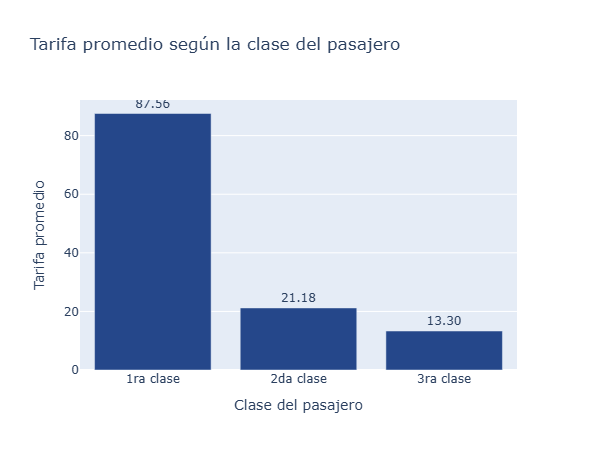 Tarifa promedio según la clase del pasajero
87.56
80
60
40
20
0
Tarifa promedio
21.18
13.30
1ra clase
2da clase
3ra clase
Clase del pasajero